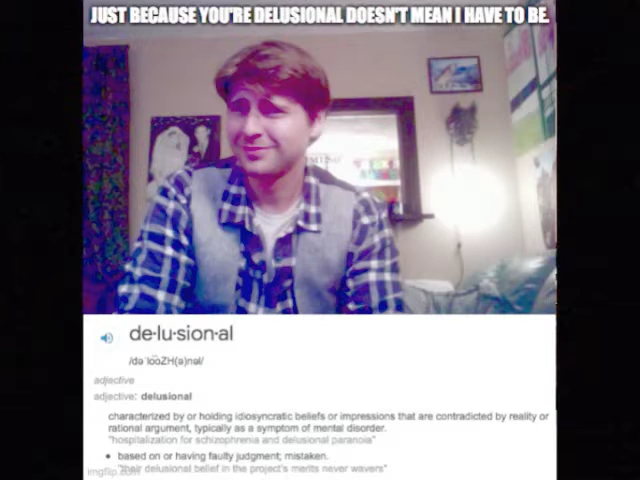 JUST BECAUSE YOU'RE DELUSIONAL DOESN'T MEAN I HAVE TO BE.
de·lu·sion·al
/dəˈlo͞oZH(ə)nəl/
adjective
adjective: delusional
characterized by or holding idiosyncratic beliefs or impressions that are contradicted by reality or
rational argument, typically as a symptom of mental disorder.
"hospitalization for schizophrenia and delusional paranoia"
• based on or having faulty judgment; mistaken.
"their delusional belief in the project's merits never wavers"
imgflip.com